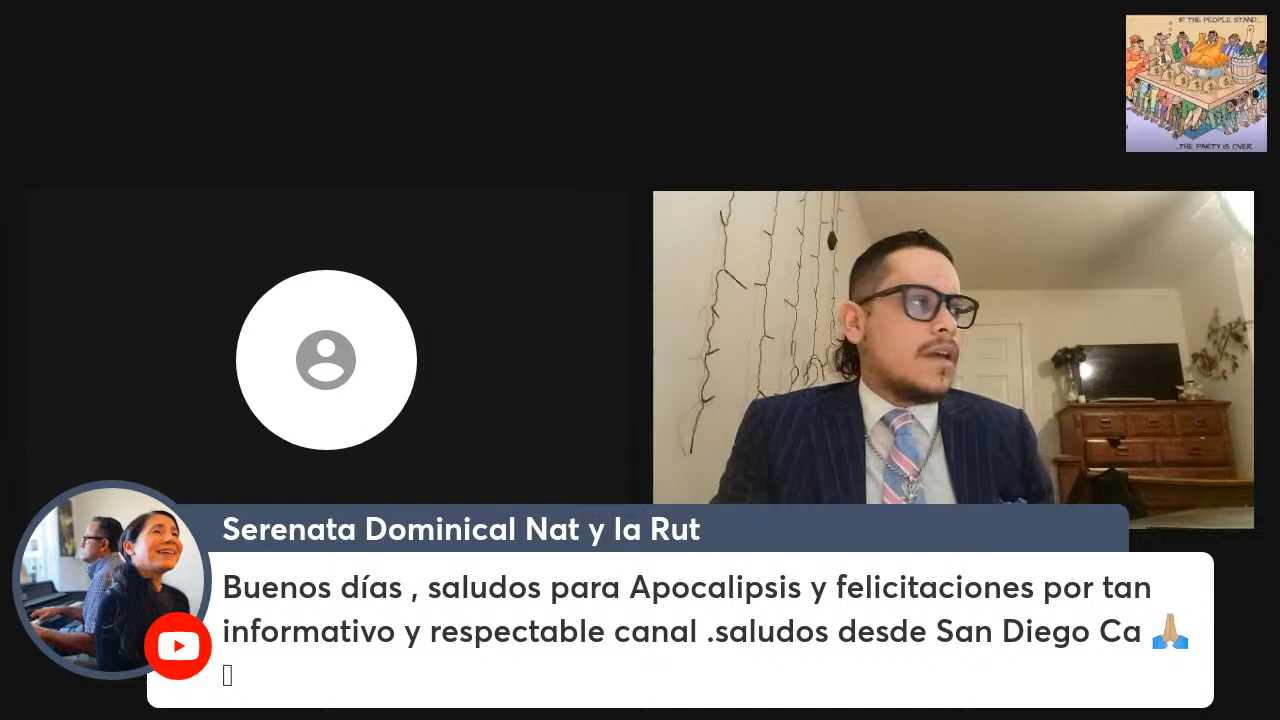 IF THE PEOPLE STAND...
...THE PARTY IS OVER
Serenata Dominical Nat y la Rut
Buenos días , saludos para Apocalipsis y felicitaciones por tan
informativo y respectable canal .saludos desde San Diego Ca 🙏🏼